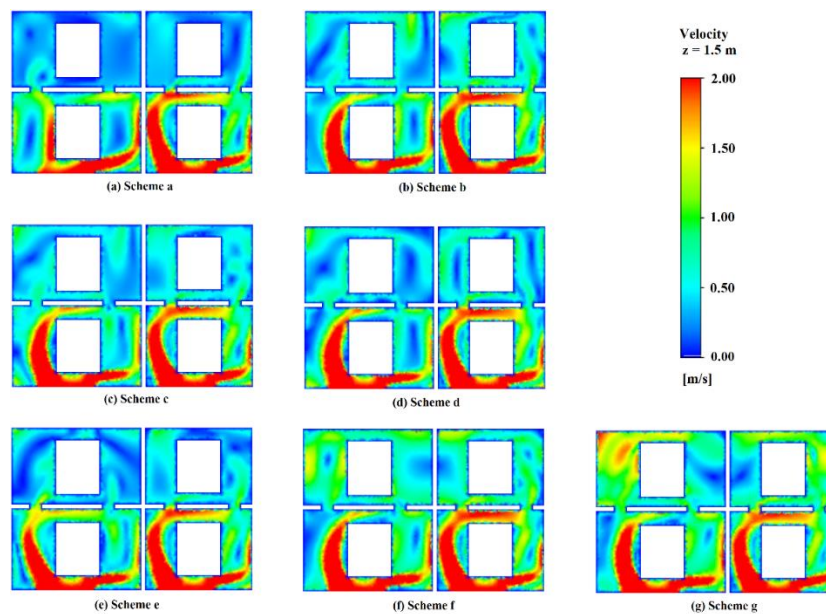 Velocity
z = 1.5 m
2.00
1.50
1.00
0.50
0.00
[m/s]
(a) Scheme a
(b) Scheme b
(c) Scheme c
(d) Scheme d
(e) Scheme e
(f) Scheme f
(g) Scheme g